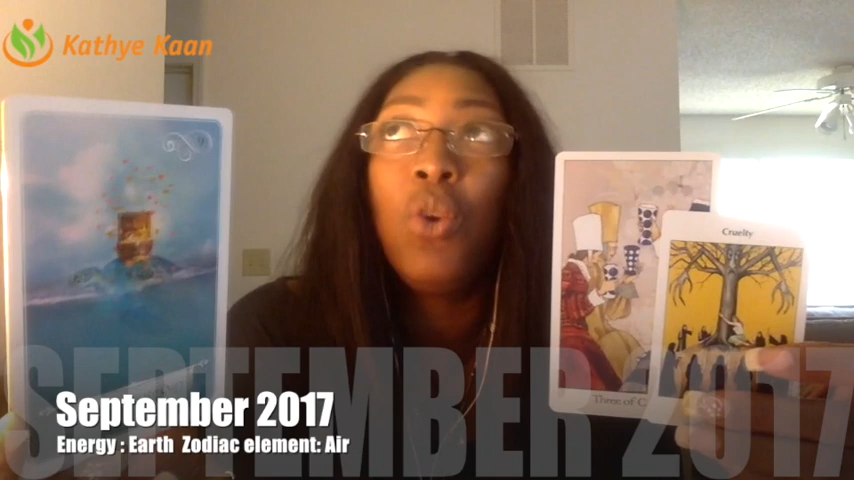 Kathye Kaan
Cruelty
Three of C
SEPTEMBER 2017
September 2017
Energy : Earth Zodiac element: Air